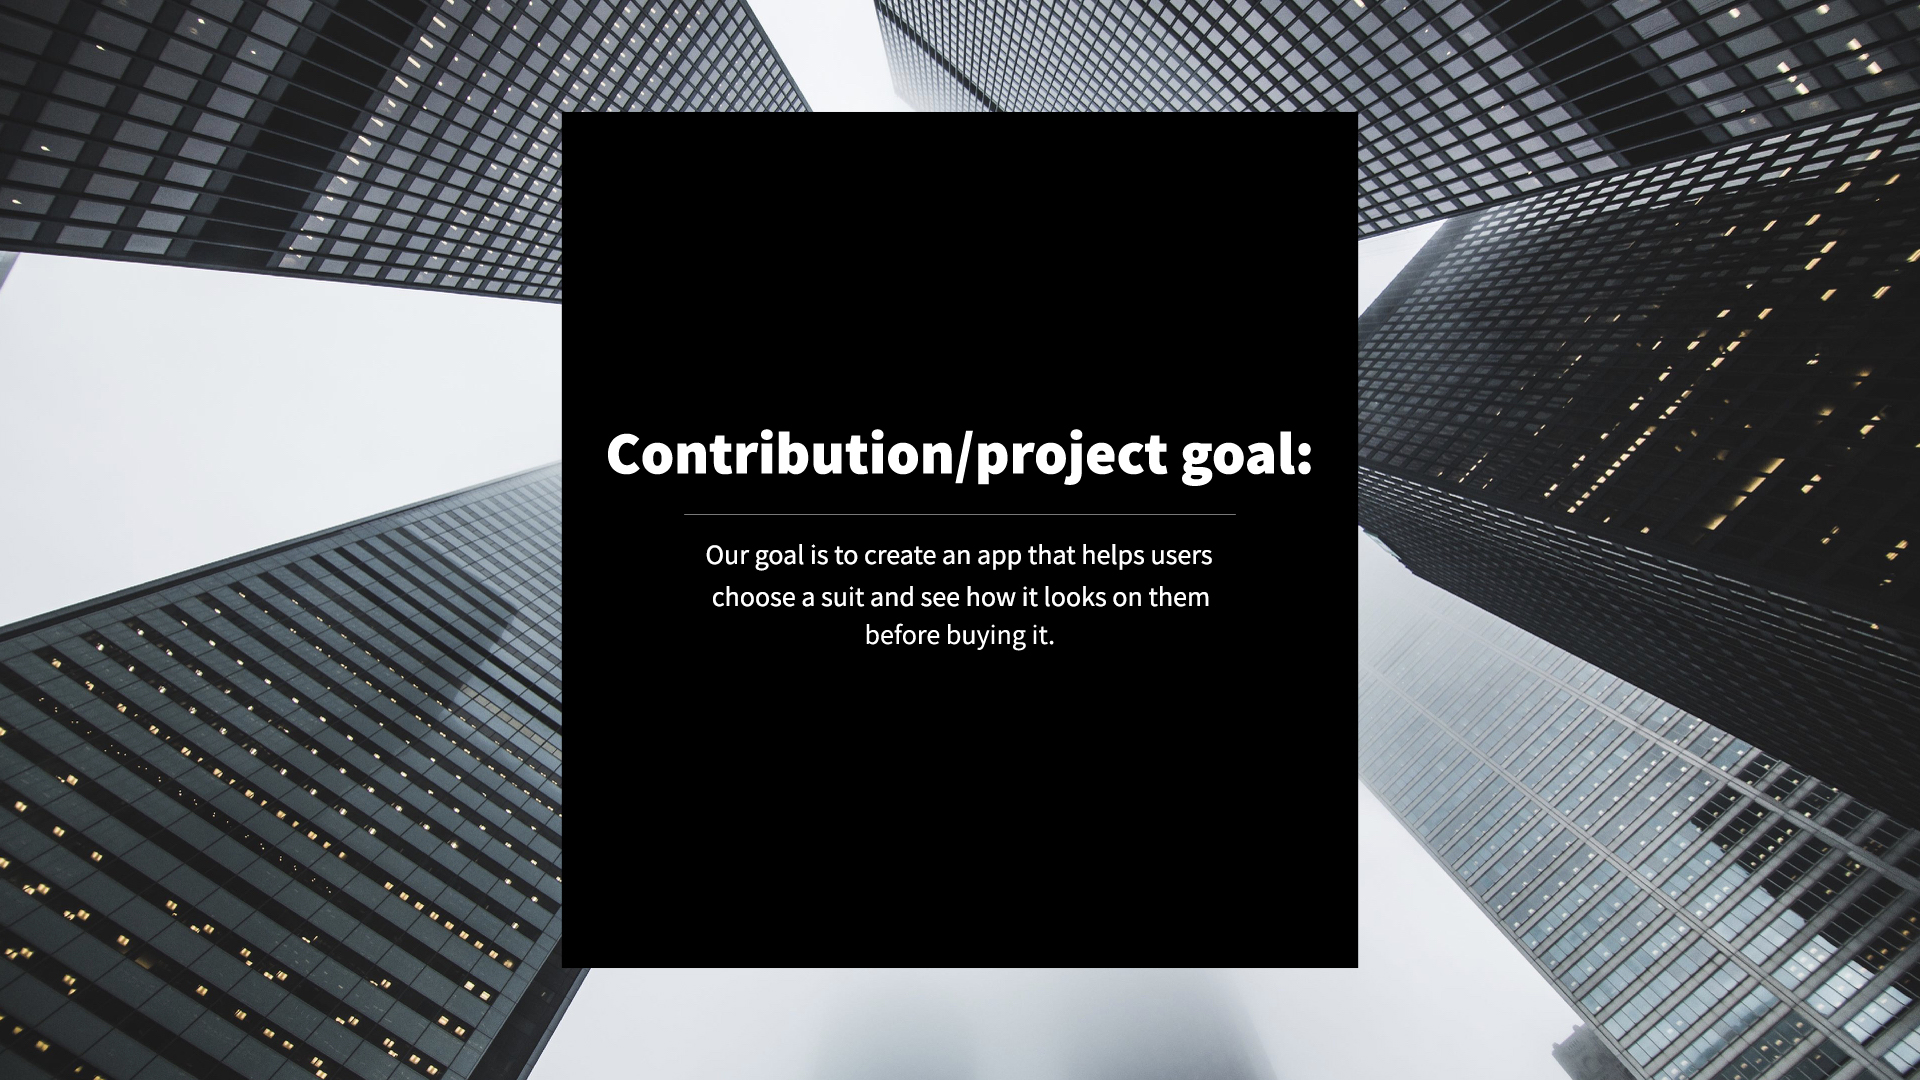 Contribution/project goal:
Our goal is to create an app that helps users
choose a suit and see how it looks on them
before buying it.